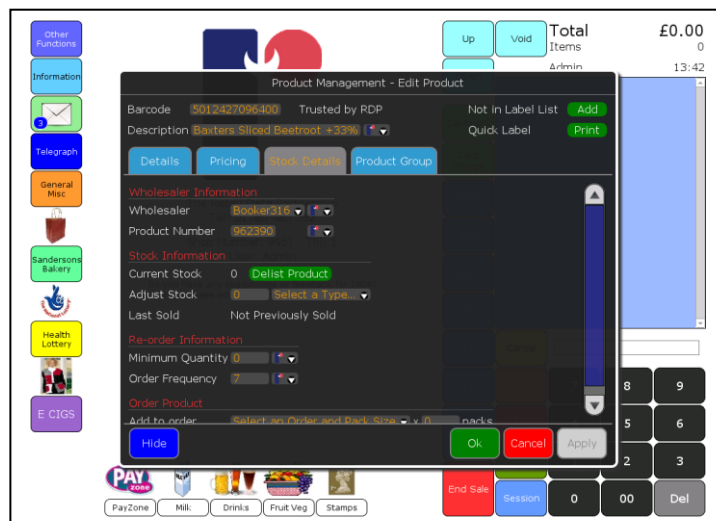 Other
Functions
Information
3
Telegraph
General
Misc
Sandersons
Bakery
Health
Lottery
E CIGS
Up
Void
Total
£0.00
Items
0
Admin
13:42
Product Management - Edit Product
Barcode 5012427096400 Trusted by RDP
Not in Label List Add
Description Baxters Sliced Beetroot +33%
Quick Label Print
Details Pricing Stock Details Product Group
Wholesaler Information
Wholesaler Booker316
Product Number 962390
Stock Information
Current Stock 0 Delist Product
Adjust Stock 0 Select a Type...
Last Sold Not Previously Sold
Re-order Information
Minimum Quantity 0
Order Frequency 7
Order Product
Add to order Select an Order and Pack Size x 0 packs
Hide
Ok Cancel Apply
7 8 9
5 6
2 3
End Sale Session 0 00 Del
PAY
zone
PayZone Milk Drinks Fruit Veg Stamps